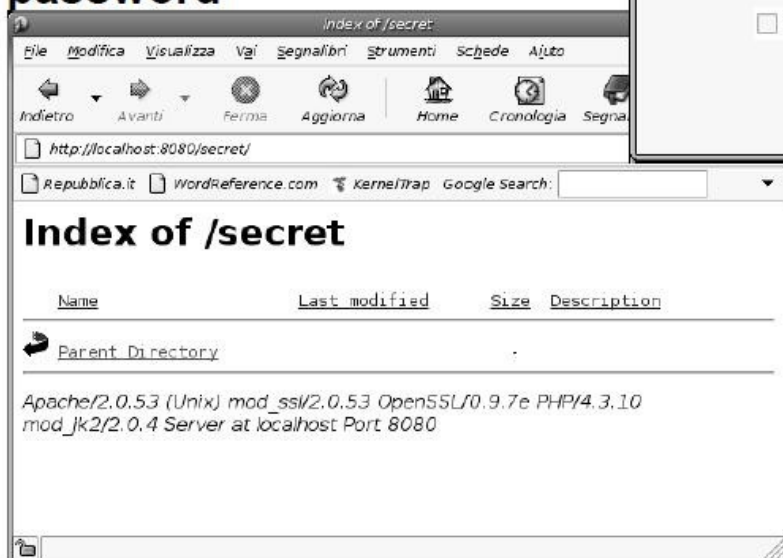 password
Index of /secret
File Modifica Visualizza Vai Segnalibri Strumenti Schede Aiuto
Indietro Avanti Ferma Aggiorna Home Cronologia
http://localhost:8080/secret/
Repubblica.it WordReference.com KernelTrap Google Search:
Index of /secret
Name Last modified Size Description
Parent Directory -
Apache/2.0.53 (Unix) mod_ssl/2.0.53 OpenSSL/0.9.7e PHP/4.3.10
mod_jk2/2.0.4 Server at localhost Port 8080